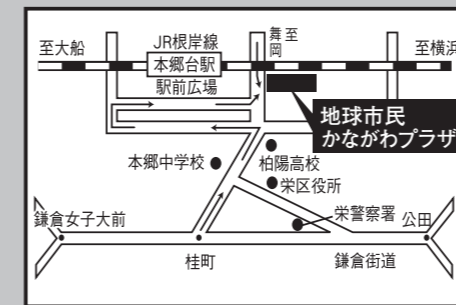 JR根岸線
舞岡
至
至大船
本郷台駅
至横浜
駅前広場
地球市民
かながわプラザ
本郷中学校
柏陽高校
栄区役所
栄警察署
鎌倉女子大前
公田
桂町
鎌倉街道